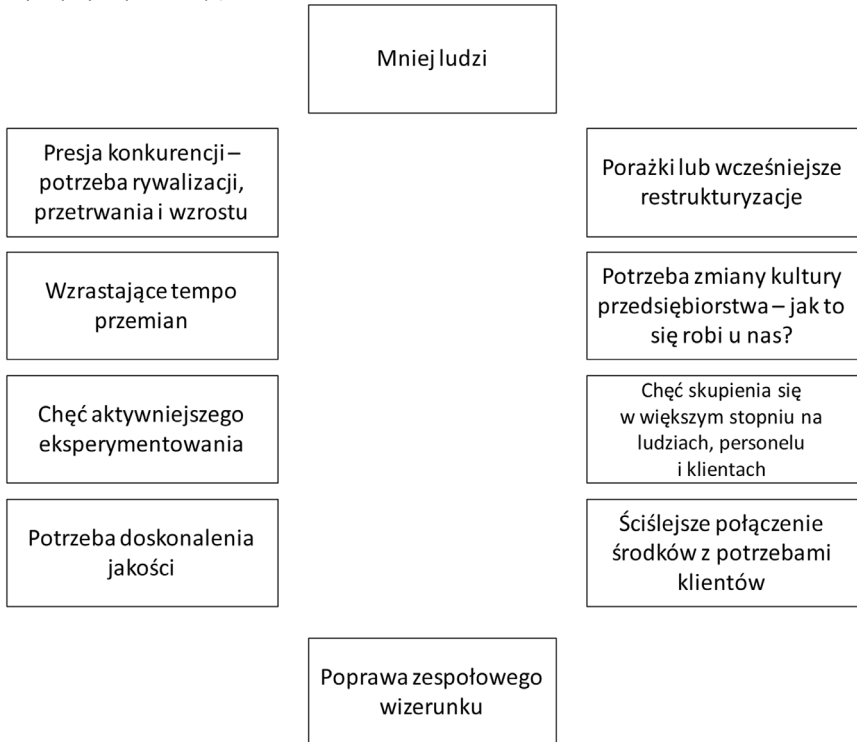 Mniej ludzi
Presja konkurencji –
potrzeba rywalizacji,
przetrwania i wzrostu
Porażki lub wcześniejsze
restrukturyzacje
Wzrastające tempo
przemian
Potrzeba zmiany kultury
przedsiębiorstwa – jak to
się robi u nas?
Chęć aktywniejszego
eksperymentowania
Chęć skupienia się
w większym stopniu na
ludziach, personelu
i klientach
Potrzeba doskonalenia
jakości
Ściślejsze połączenie
środków z potrzebami
klientów
Poprawa zespołowego
wizerunku